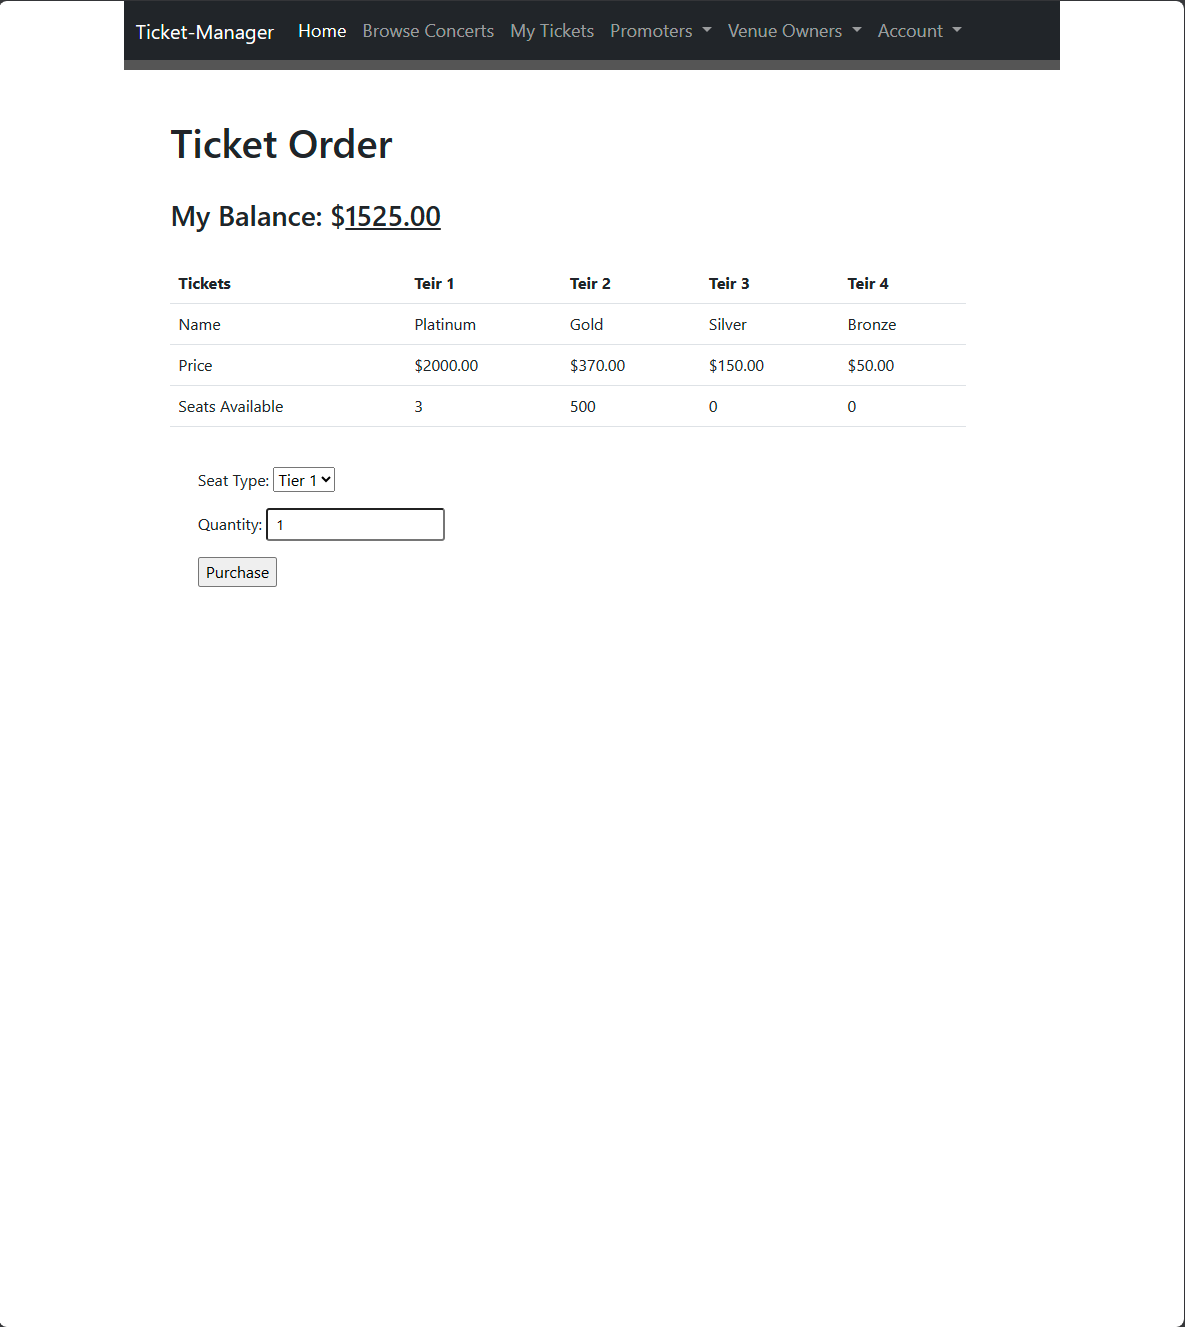 Ticket-Manager Home Browse Concerts My Tickets Promoters Venue Owners Account
Ticket Order
My Balance: $1525.00
Tickets Teir 1 Teir 2 Teir 3 Teir 4
Name Platinum Gold Silver Bronze
Price $2000.00 $370.00 $150.00 $50.00
Seats Available 3 500 0 0
Seat Type: Tier 1
Quantity: 1
Purchase